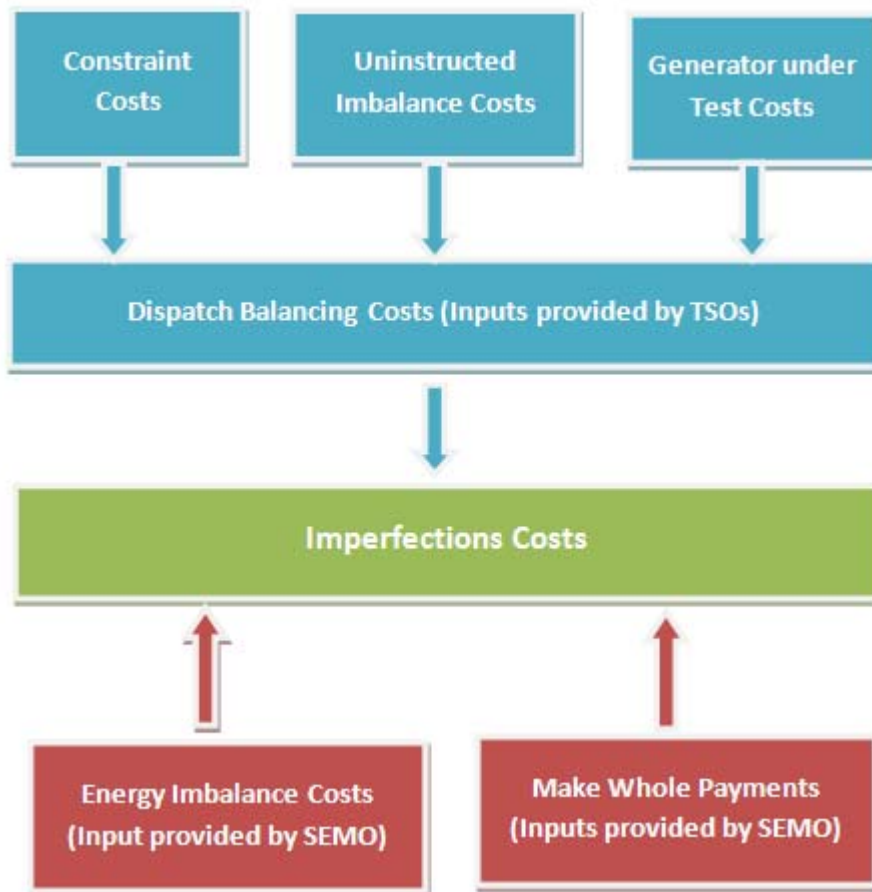 Constraint
Costs
Uninstructed
Imbalance Costs
Generator under
Test Costs
Dispatch Balancing Costs (Inputs provided by TSOs)
Imperfections Costs
Energy Imbalance Costs
(Input provided by SEMO)
Make Whole Payments
(Inputs provided by SEMO)